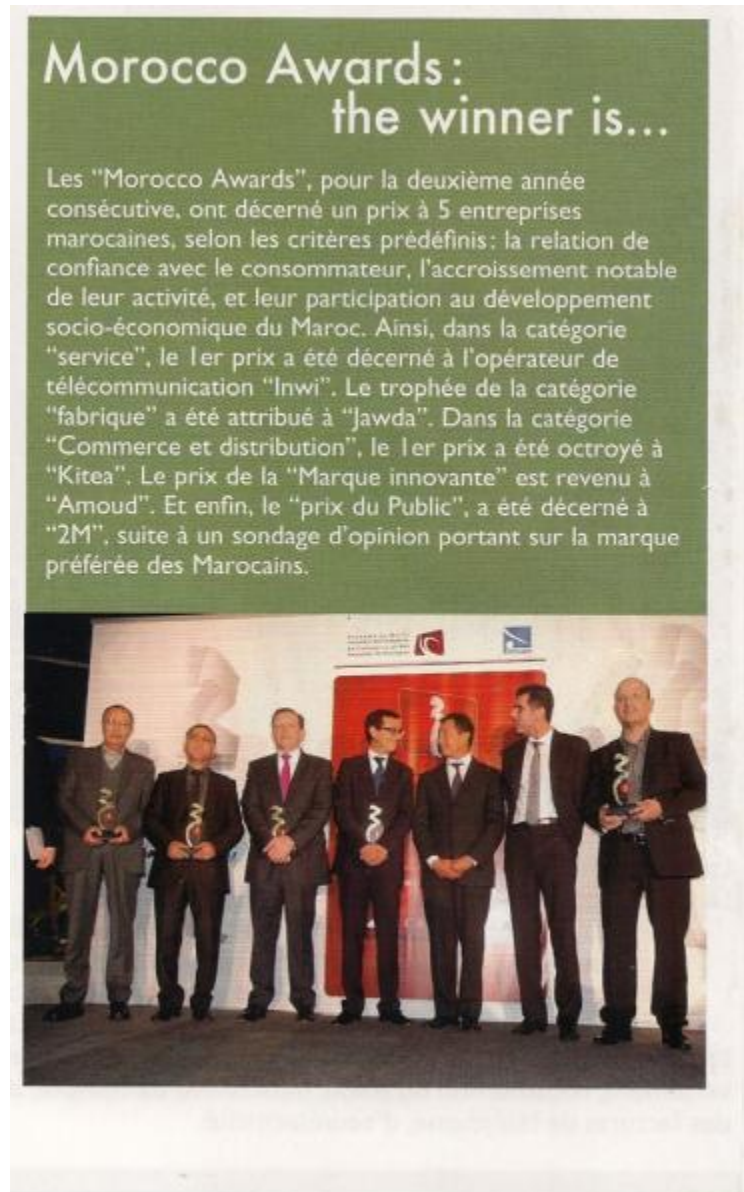 Morocco Awards:
the winner is...
Les "Morocco Awards", pour la deuxième année
consécutive, ont décerné un prix à 5 entreprises
marocaines, selon les critères prédéfinis: la relation de
confiance avec le consommateur, l'accroissement notable
de leur activité, et leur participation au développement
socio-économique du Maroc. Ainsi, dans la catégorie
"service", le 1er prix a été décerné à l'opérateur de
télécommunication "Inwi". Le trophée de la catégorie
"fabrique" a été attribué à "Jawda". Dans la catégorie
"Commerce et distribution", le 1er prix a été octroyé à
"Kitea". Le prix de la "Marque innovante" est revenu à
"Amoud". Et enfin, le "prix du Public", a été décerné à
"2M", suite à un sondage d'opinion portant sur la marque
préférée des Marocains.